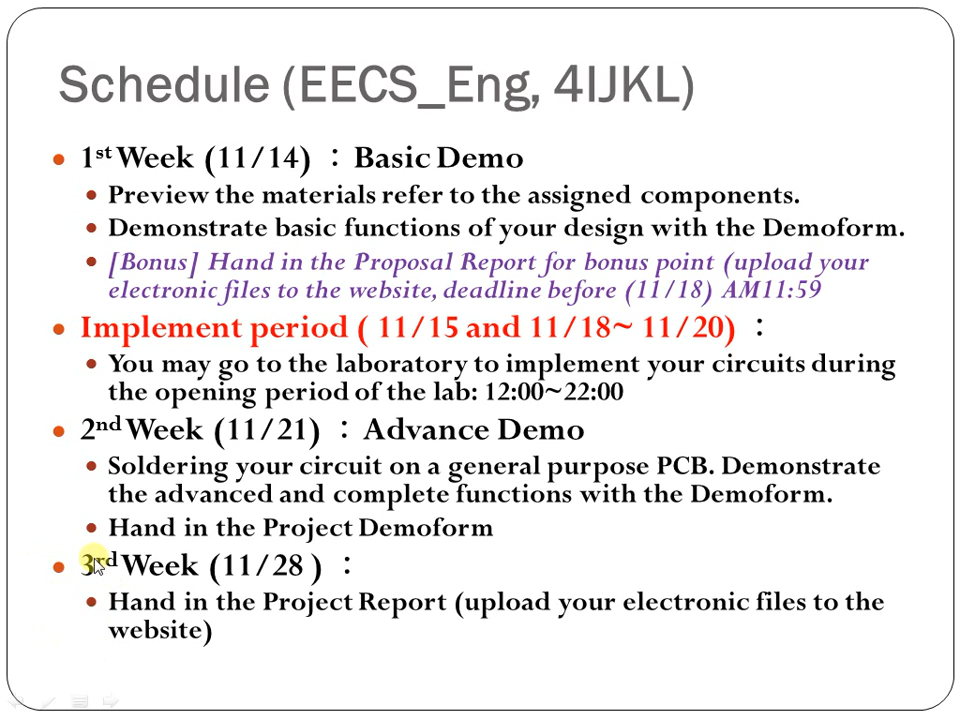 Schedule (EECS_Eng, 4IJKL)
1st Week (11/14) ：Basic Demo
Preview the materials refer to the assigned components.
Demonstrate basic functions of your design with the Demoform.
[Bonus] Hand in the Proposal Report for bonus point (upload your
electronic files to the website, deadline before (11/18) AM11:59
Implement period ( 11/15 and 11/18~ 11/20) ：
You may go to the laboratory to implement your circuits during
the opening period of the lab: 12:00~22:00
2nd Week (11/21) ：Advance Demo
Soldering your circuit on a general purpose PCB. Demonstrate
the advanced and complete functions with the Demoform.
Hand in the Project Demoform
3rd Week (11/28 ) ：
Hand in the Project Report (upload your electronic files to the
website)